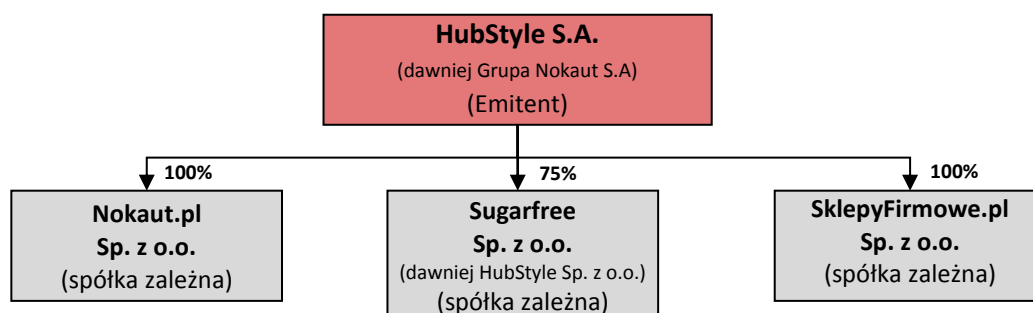 HubStyle S.A.
(dawniej Grupa Nokaut S.A)
(Emitent)
100%
75%
100%
Nokaut.pl
Sp. z o.o.
(spółka zależna)
Sugarfree
Sp. z o.o.
(dawniej HubStyle Sp. z o.o.)
(spółka zależna)
SklepyFirmowe.pl
Sp. z o.o.
(spółka zależna)